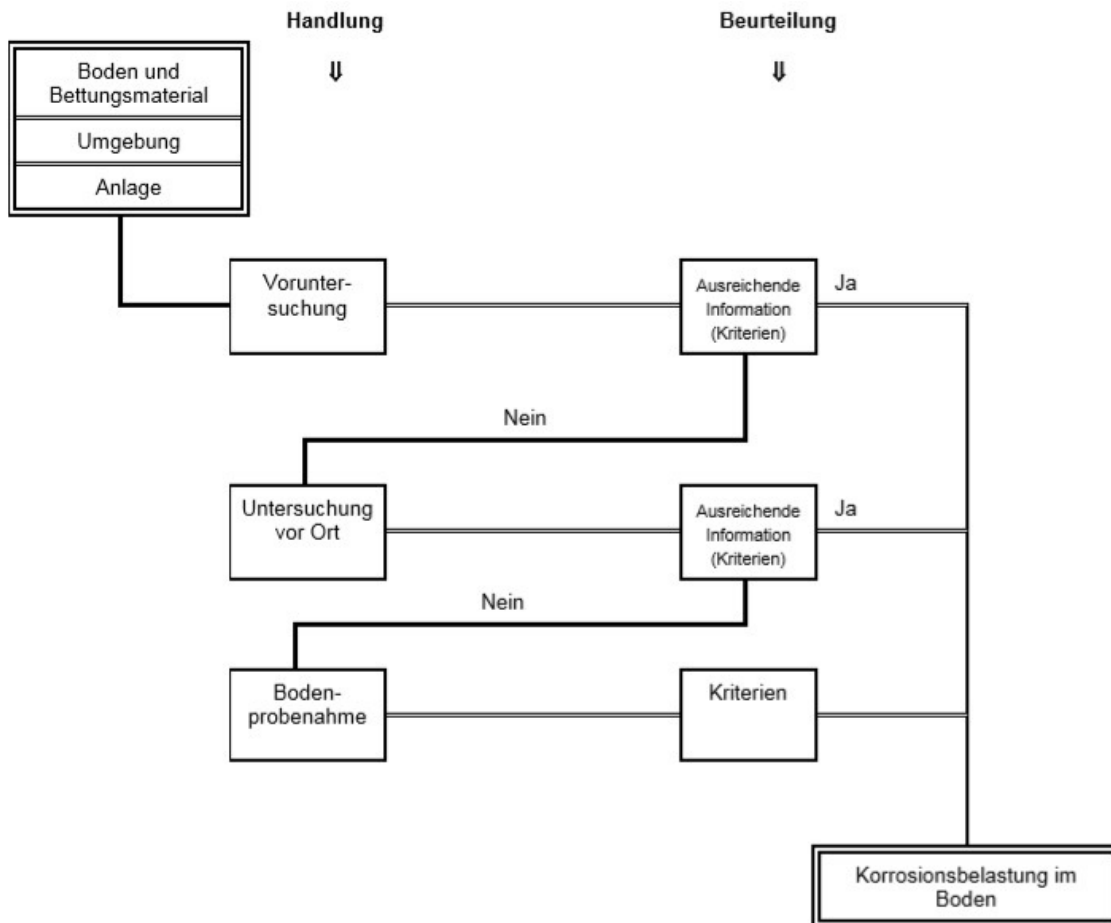 Handlung
Beurteilung
⇓
⇓
Boden und
Bettungsmaterial
Umgebung
Anlage
Vorunter-
suchung
Ausreichende
Information
(Kriterien)
Ja
Nein
Untersuchung
vor Ort
Ausreichende
Information
(Kriterien)
Ja
Nein
Boden-
probenahme
Kriterien
Korrosionsbelastung im
Boden